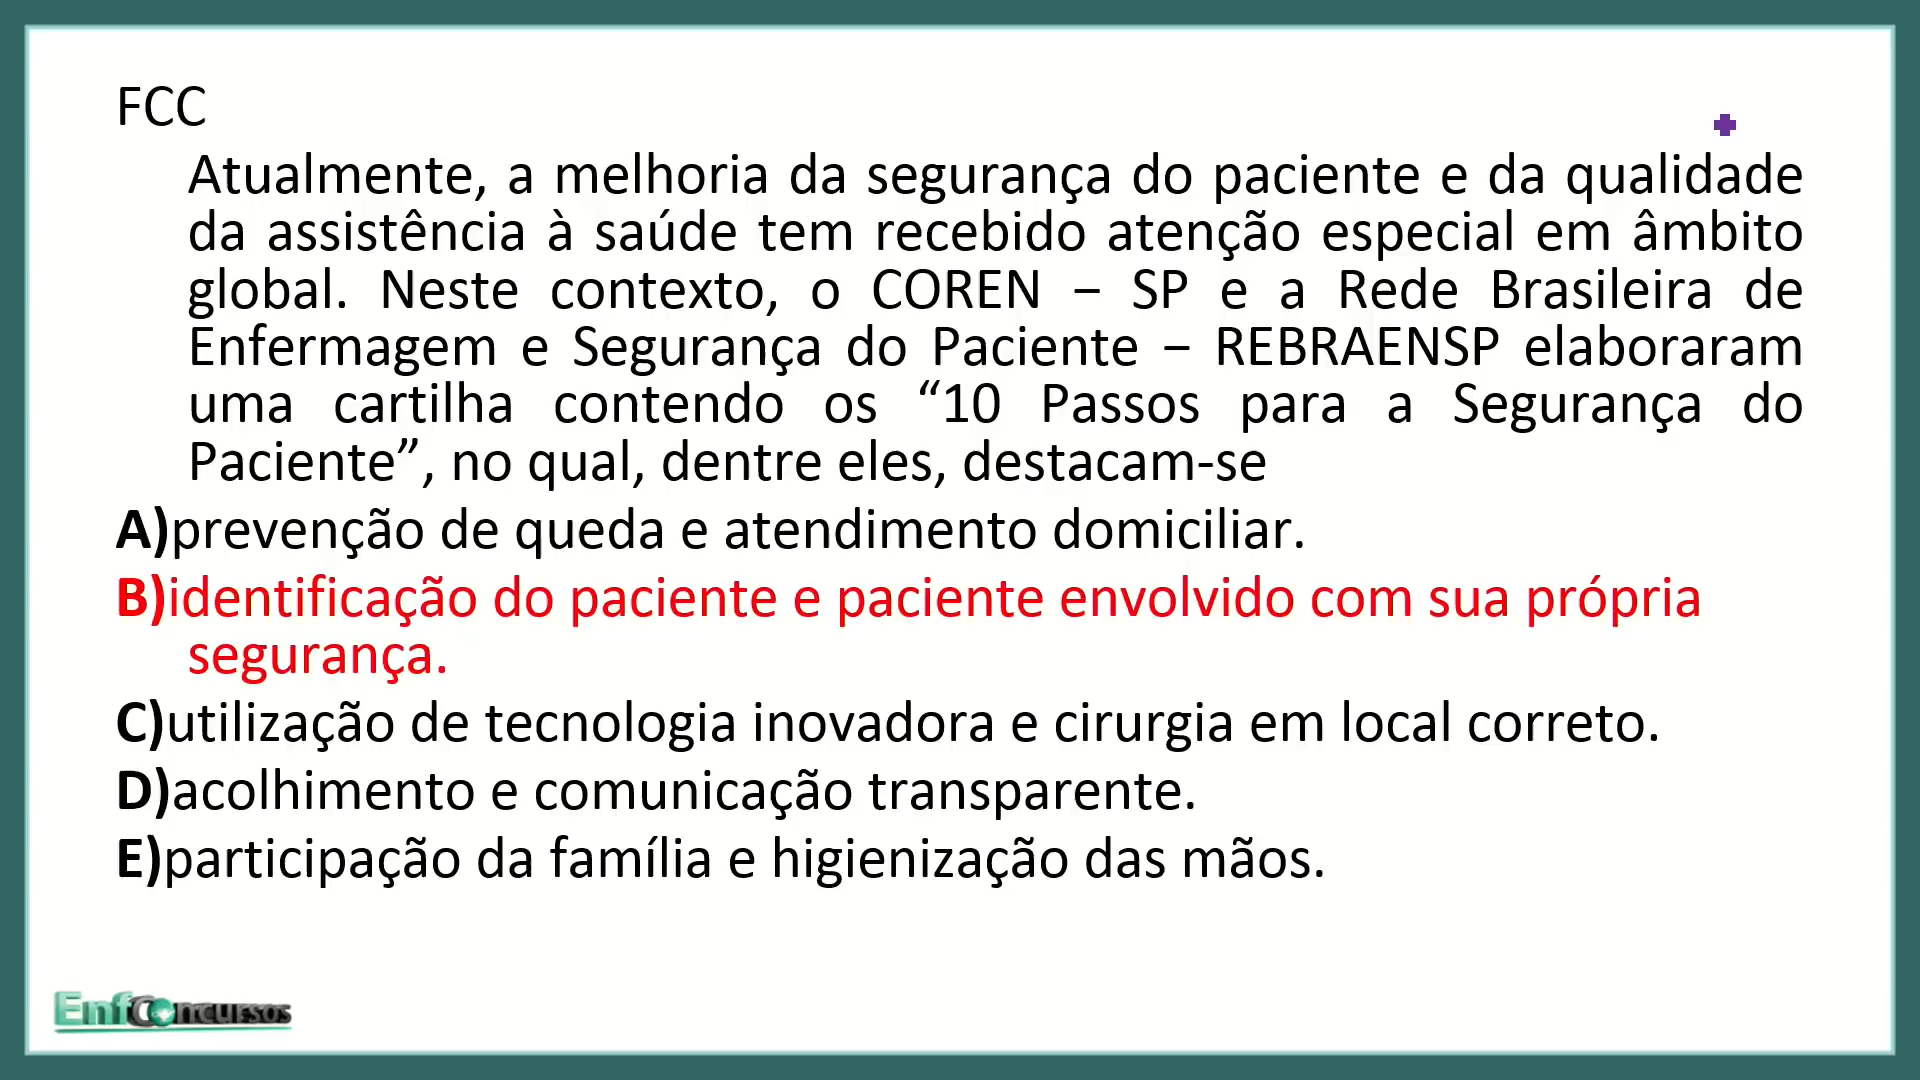 FCC
Atualmente, a melhoria da segurança do paciente e da qualidade
da assistência à saúde tem recebido atenção especial em âmbito
global. Neste contexto, o COREN − SP e a Rede Brasileira de
Enfermagem e Segurança do Paciente − REBRAENSP elaboraram
uma cartilha contendo os “10 Passos para a Segurança do
Paciente”, no qual, dentre eles, destacam-se
A)prevenção de queda e atendimento domiciliar.
B)identificação do paciente e paciente envolvido com sua própria
segurança.
C)utilização de tecnologia inovadora e cirurgia em local correto.
D)acolhimento e comunicação transparente.
E)participação da família e higienização das mãos.
EnfConcursos